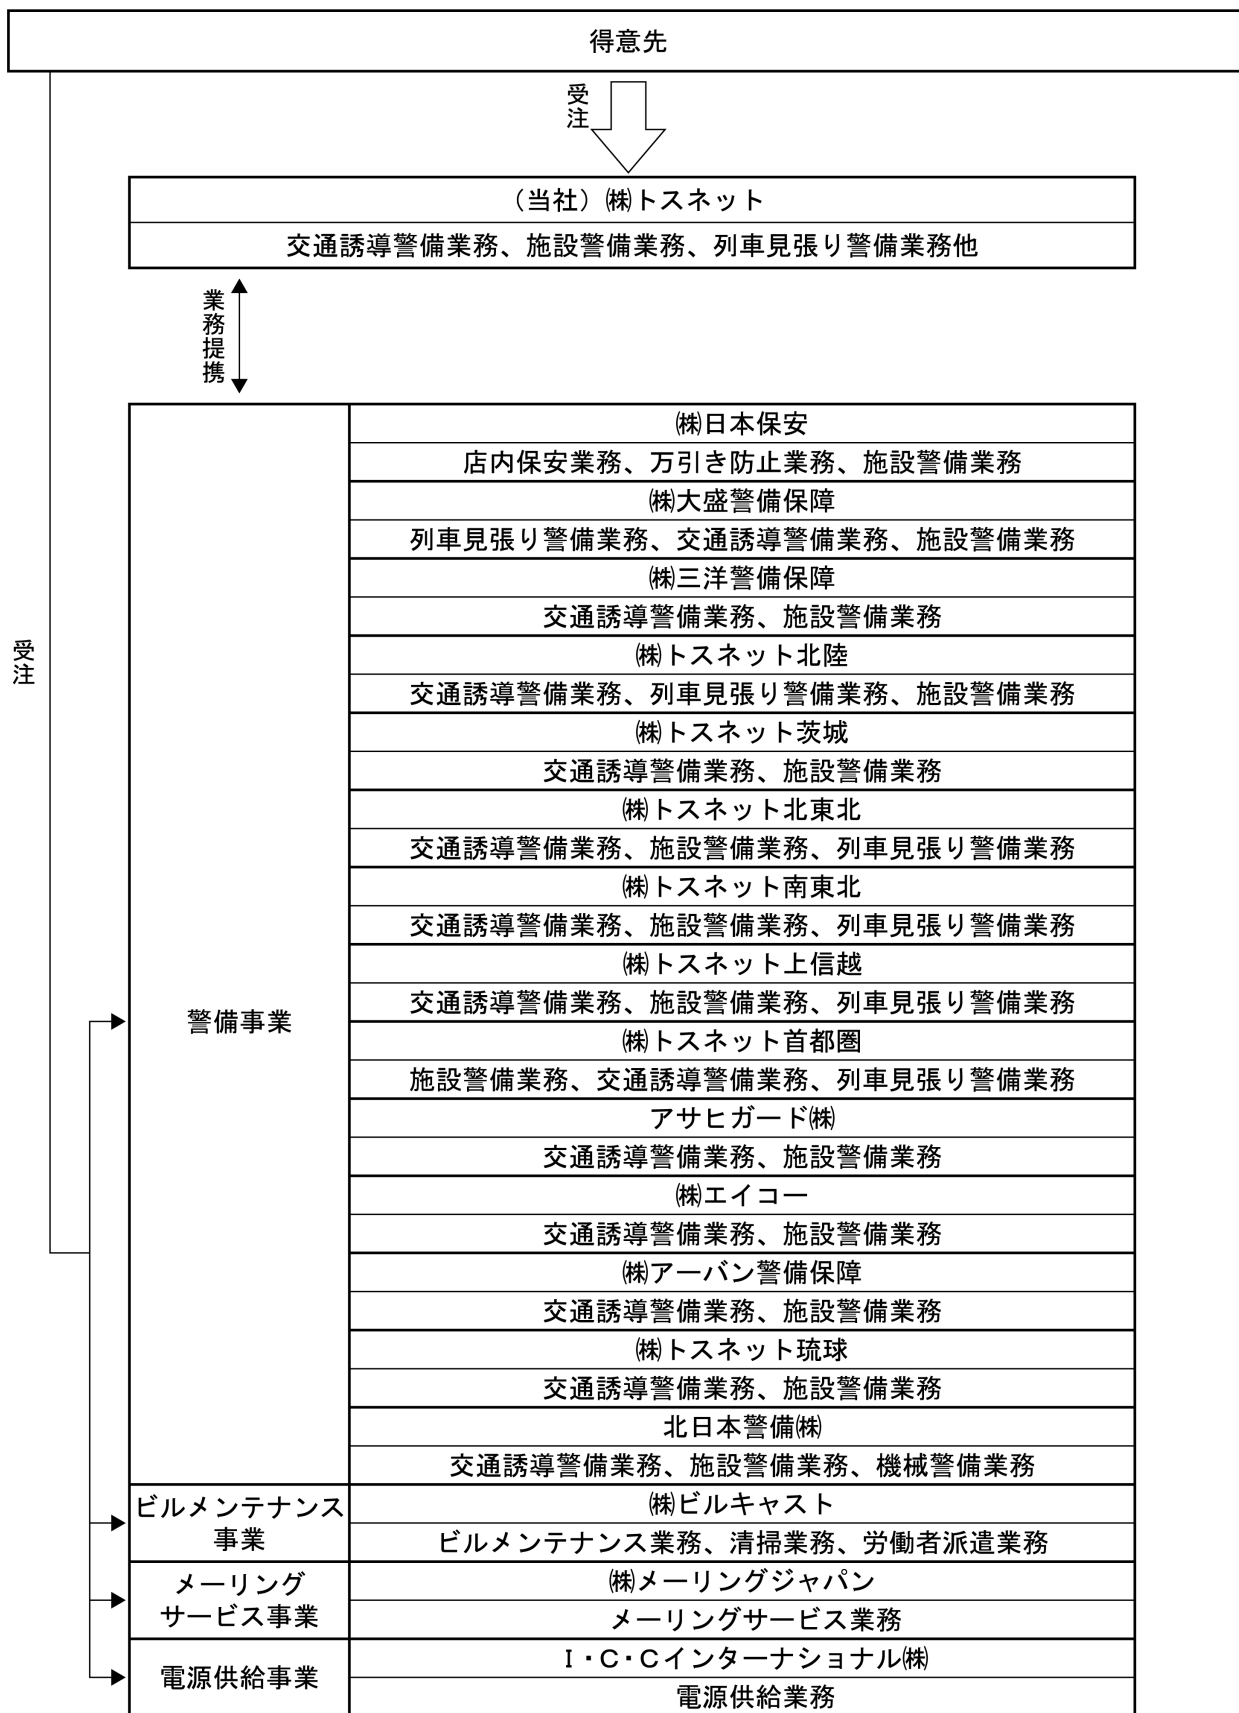 得意先
受注
（当社）㈱トスネット
交通誘導警備業務、施設警備業務、列車見張り警備業務他
業務提携
受注
警備事業
㈱日本保安
店内保安業務、万引き防止業務、施設警備業務
㈱大盛警備保障
列車見張り警備業務、交通誘導警備業務、施設警備業務
㈱三洋警備保障
交通誘導警備業務、施設警備業務
㈱トスネット北陸
交通誘導警備業務、列車見張り警備業務、施設警備業務
㈱トスネット茨城
交通誘導警備業務、施設警備業務
㈱トスネット北東北
交通誘導警備業務、施設警備業務、列車見張り警備業務
㈱トスネット南東北
交通誘導警備業務、施設警備業務、列車見張り警備業務
㈱トスネット上信越
交通誘導警備業務、施設警備業務、列車見張り警備業務
㈱トスネット首都圏
施設警備業務、交通誘導警備業務、列車見張り警備業務
アサヒガード㈱
交通誘導警備業務、施設警備業務
㈱エイコー
交通誘導警備業務、施設警備業務
㈱アーバン警備保障
交通誘導警備業務、施設警備業務
㈱トスネット琉球
交通誘導警備業務、施設警備業務
北日本警備㈱
交通誘導警備業務、施設警備業務、機械警備業務
ビルメンテナンス
事業
㈱ビルキャスト
ビルメンテナンス業務、清掃業務、労働者派遣業務
メーリング
サービス事業
㈱メーリングジャパン
メーリングサービス業務
電源供給事業
Ｉ・Ｃ・Ｃインターナショナル㈱
電源供給業務